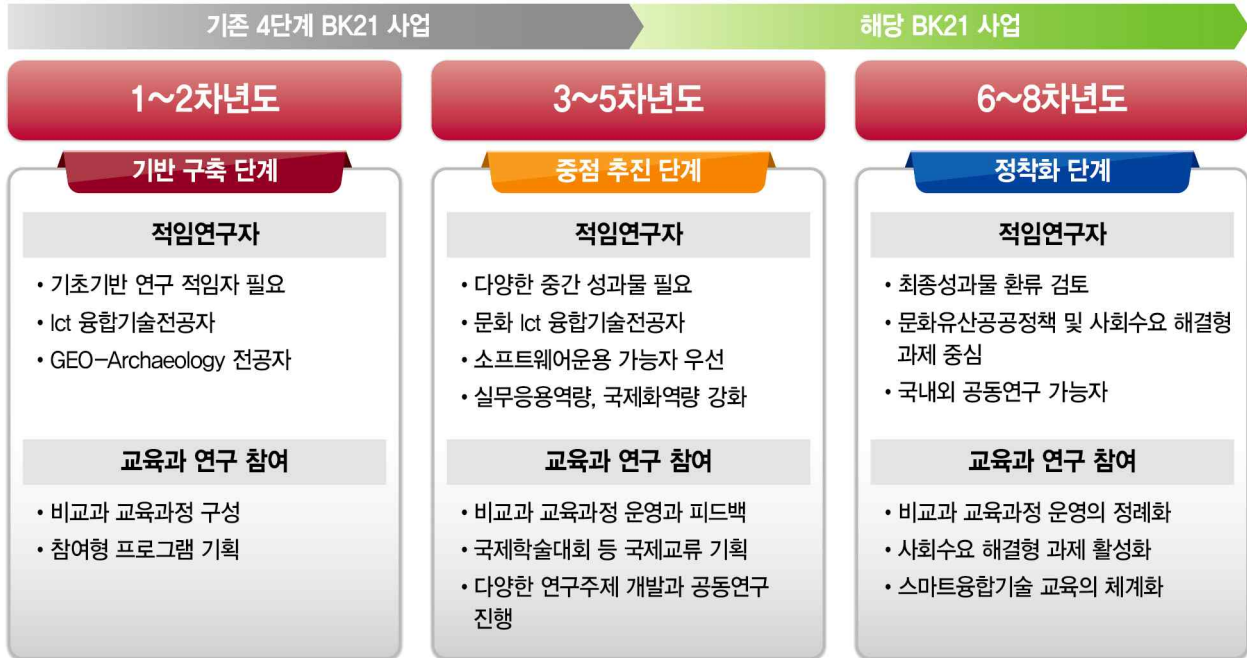 기존 4단계 BK21 사업
해당 BK21 사업
1~2차년도
기반 구축 단계
적임연구자
• 기초기반 연구 적임자 필요
• Ict 융합기술전공자
• GEO-Archaeology 전공자
교육과 연구 참여
• 비교과 교육과정 구성
• 참여형 프로그램 기획
3~5차년도
중점 추진 단계
적임연구자
• 다양한 중간 성과물 필요
• 문화 Ict 융합기술전공자
• 소프트웨어운용 가능자 우선
• 실무응용역량, 국제화역량 강화
교육과 연구 참여
• 비교과 교육과정 운영과 피드백
• 국제학술대회 등 국제교류 기획
• 다양한 연구주제 개발과 공동연구
진행
6~8차년도
정착화 단계
적임연구자
• 최종성과물 환류 검토
• 문화유산공공정책 및 사회수요 해결형
과제 중심
• 국내외 공동연구 가능자
교육과 연구 참여
• 비교과 교육과정 운영의 정례화
• 사회수요 해결형 과제 활성화
• 스마트융합기술 교육의 체계화